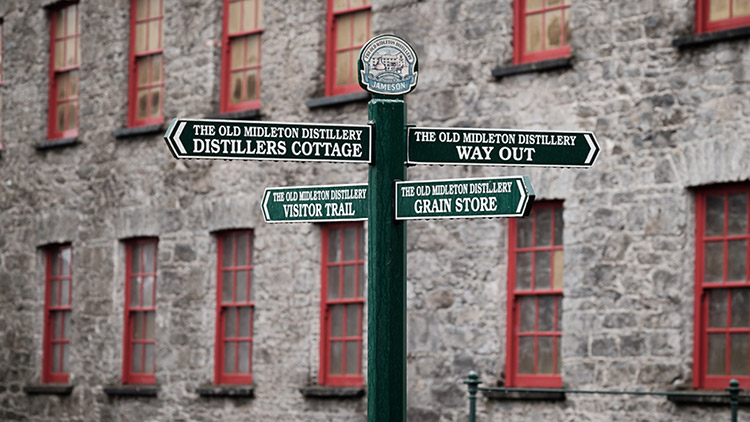 JAMESON
THE OLD MIDLETON DISTILLERY
DISTILLERS COTTAGE
THE OLD MIDLETON DISTILLERY
WAY OUT
THE OLD MIDLETON DISTILLERY
VISITOR TRAIL
THE OLD MIDLETON DISTILLERY
GRAIN STORE